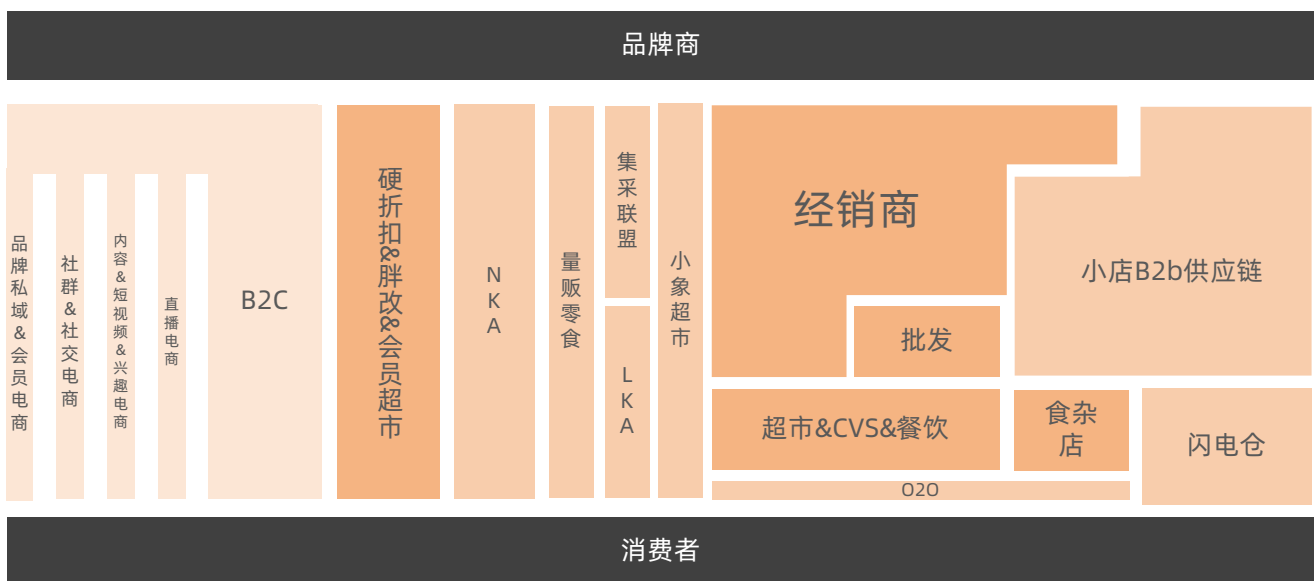 品牌商
品牌私域&会员电商
社群&社交电商
内容&短视频&兴趣电商
直播电商
B2C
硬折扣&胖改&会员超市
NKA
量贩零食
集采联盟
LKA
小象超市
经销商
批发
小店B2b供应链
超市&CVS&餐饮
食杂
店
闪电仓
O2O
消费者